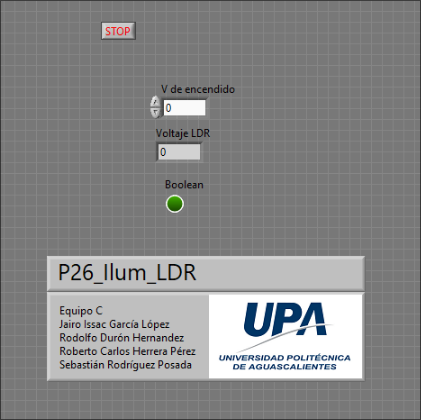 STOP
V de encendido
0
Voltaje LDR
0
Boolean
P26_Ilum_LDR
Equipo C
Jairo Issac García López
Rodolfo Durón Hernandez
Roberto Carlos Herrera Pérez
Sebastián Rodríguez Posada
UPA
UNIVERSIDAD POLITÉCNICA
DE AGUASCALIENTES